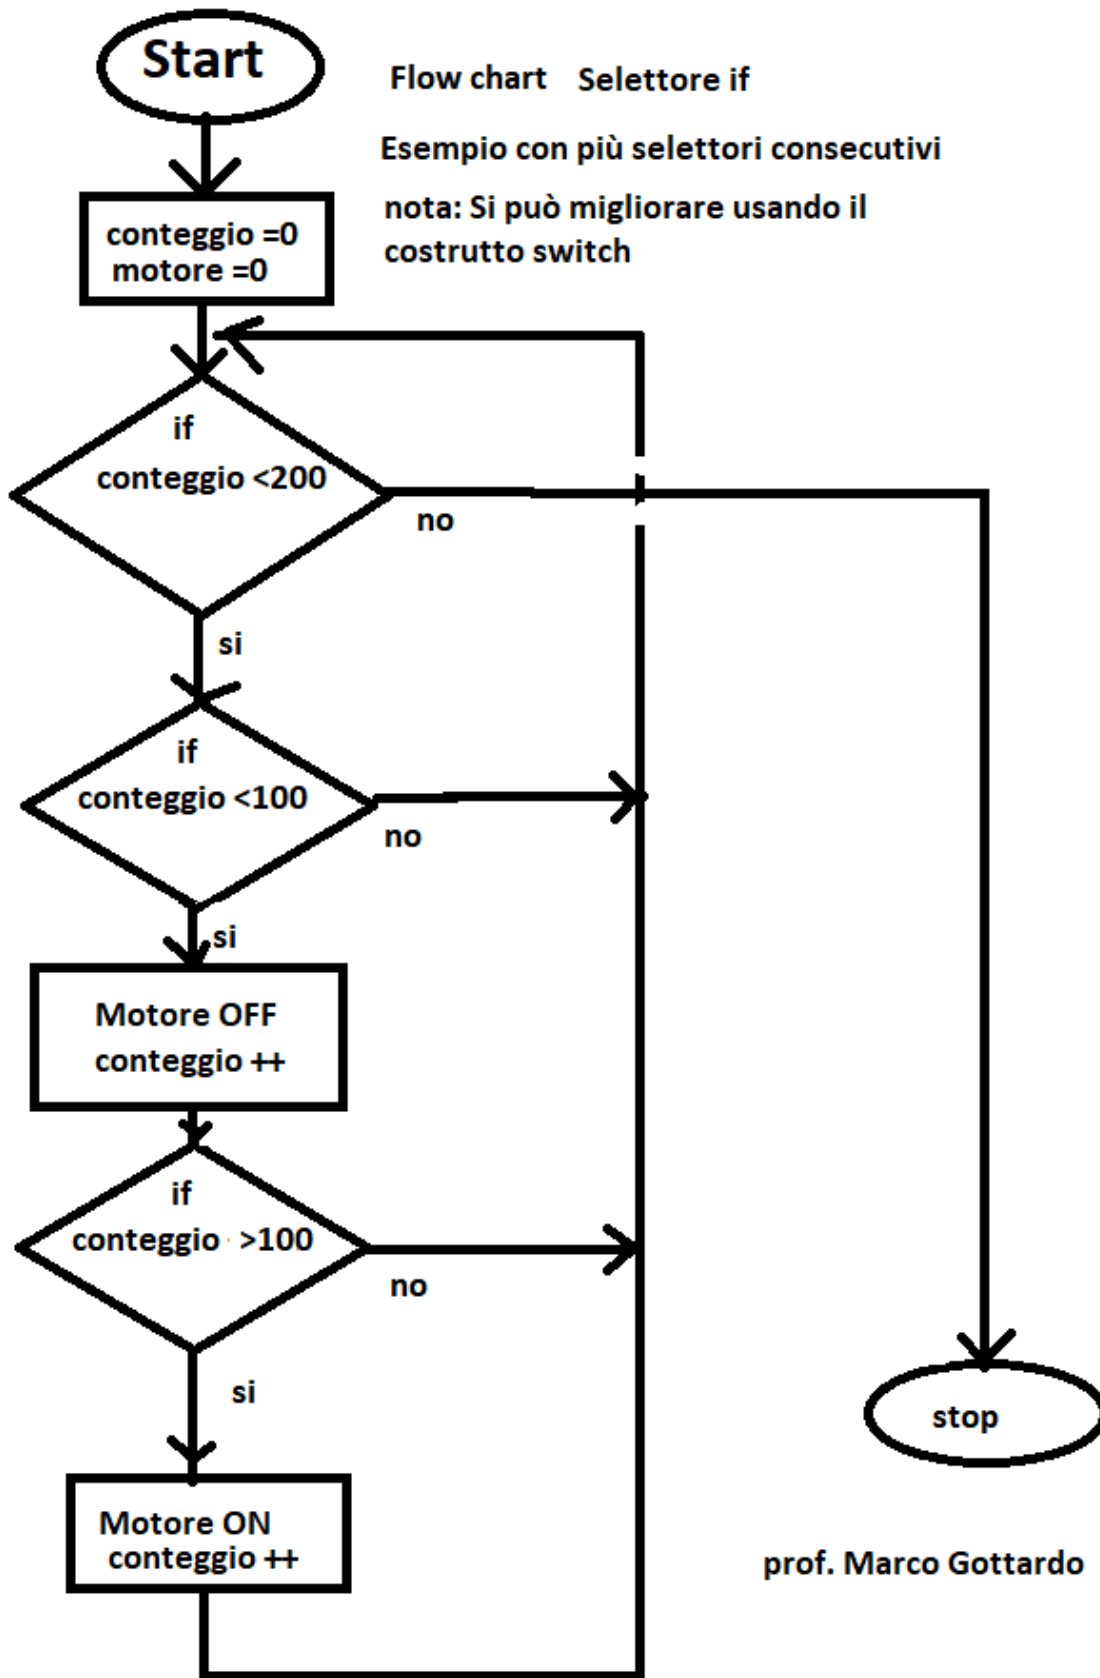 Start
Flow chart Selettore if
Esempio con più selettori consecutivi
nota: Si può migliorare usando il
costrutto switch
conteggio =0
motore =0
if
conteggio <200
no
si
if
conteggio <100
no
si
Motore OFF
conteggio ++
if
conteggio >100
no
si
stop
Motore ON
conteggio ++
prof. Marco Gottardo